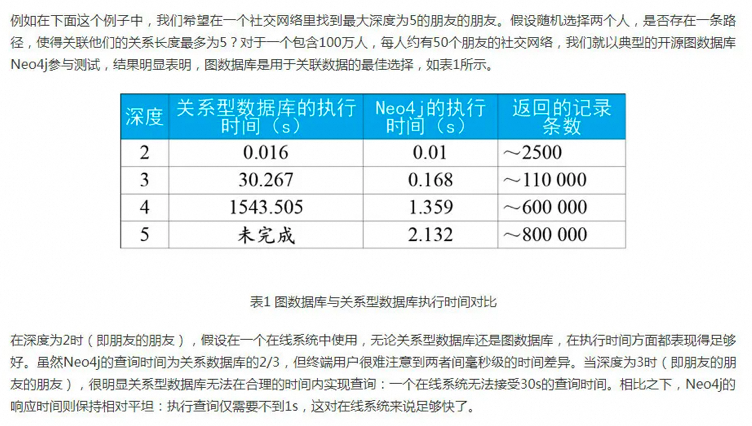 例如在下面这个例子中，我们希望在一个社交网络里找到最大深度为5的朋友的朋友。假设随机选择两个人，是否存在一条路
径，使得关联他们的关系长度最多为5？对于一个包含100万人，每人约有50个朋友的社交网络，我们就以典型的开源图数据库
Neo4j参与测试，结果明显表明，图数据库是用于关联数据的最佳选择，如表1所示。
深度 关系型数据库的执行时间（s） Neo4j的执行时间（s） 返回的记录条数
2 0.016 0.01 ～2500
3 30.267 0.168 ～110 000
4 1543.505 1.359 ～600 000
5 未完成 2.132 ～800 000
表1 图数据库与关系型数据库执行时间对比
在深度为2时（即朋友的朋友），假设在一个在线系统中使用，无论关系型数据库还是图数据库，在执行时间方面都表现得足够
好。虽然Neo4j的查询时间为关系数据库的2/3，但终端用户很难注意到两者间毫秒级的时间差异。当深度为3时（即朋友的朋
友的朋友），很明显关系型数据库无法在合理的时间内实现查询：一个在线系统无法接受30s的查询时间。相比之下，Neo4j的
响应时间则保持相对平坦：执行查询仅需要不到1s，这对在线系统来说足够快了。